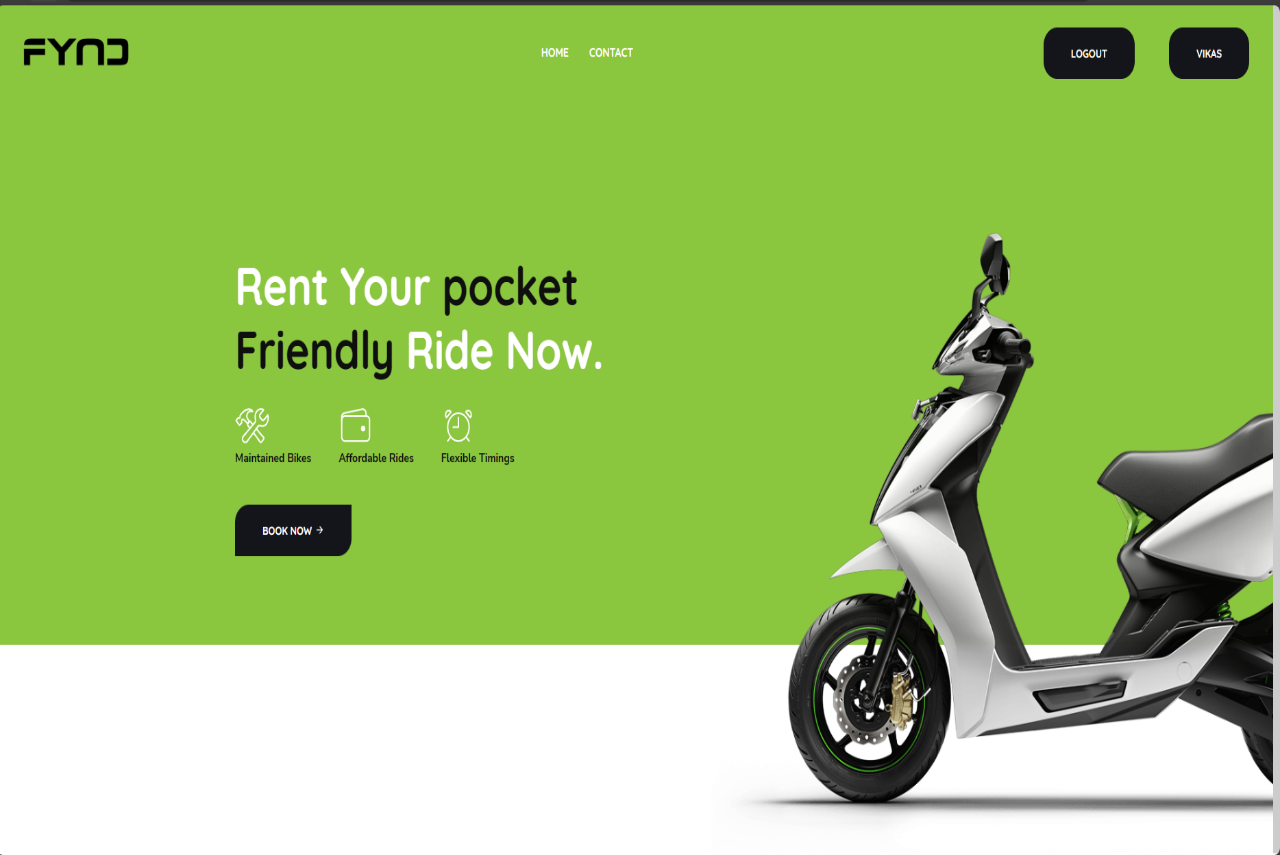 FYND
HOME CONTACT
LOGOUT
VIKAS
Rent Your pocket
Friendly Ride Now.
Maintained Bikes
Affordable Rides
Flexible Timings
BOOK NOW →